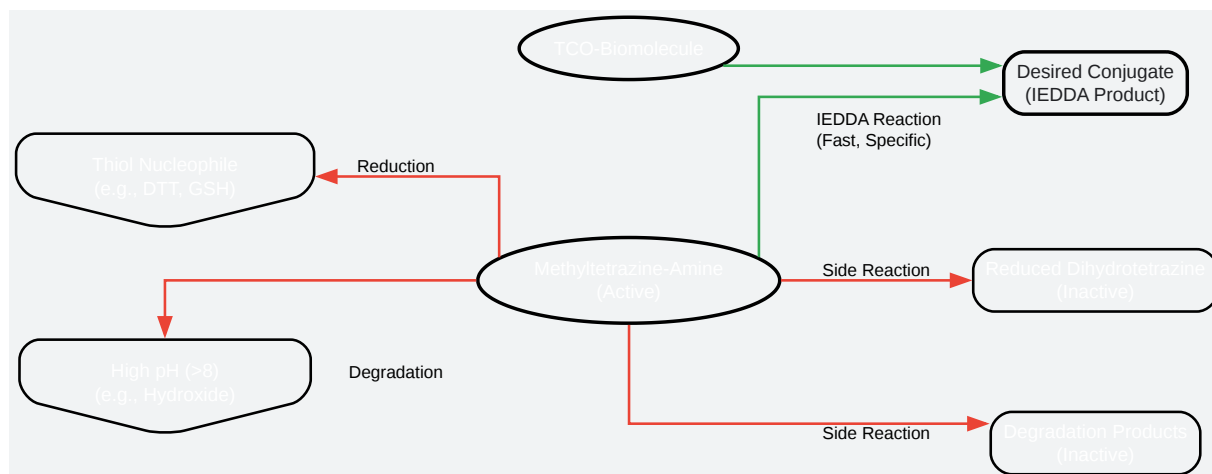 TCO-Biomolecule
Desired Conjugate
(IEDDA Product)
IEDDA Reaction
(Fast, Specific)
Thiol Nucleophile
(e.g., DTT, GSH)
Reduction
Methyltetrazine-Amine
(Active)
Side Reaction
Reduced Dihydrotetrazine
(Inactive)
High pH (>8)
(e.g., Hydroxide)
Degradation
Side Reaction
Degradation Products
(Inactive)